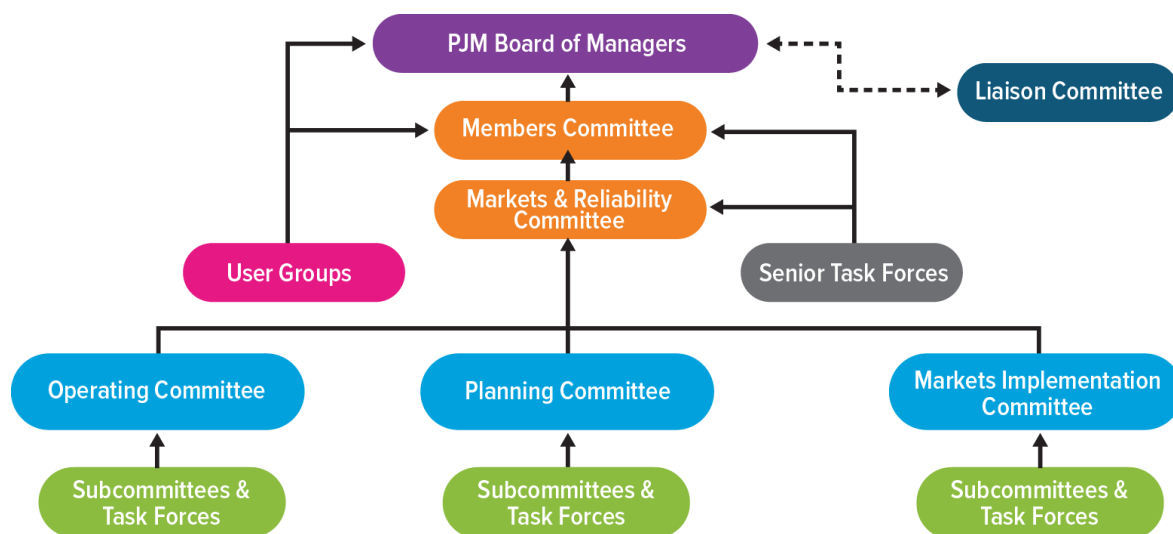 PJM Board of Managers
Liaison Committee
Members Committee
Markets & Reliability
Committee
User Groups
Senior Task Forces
Operating Committee
Planning Committee
Markets Implementation
Committee
Subcommittees &
Task Forces
Subcommittees &
Task Forces
Subcommittees &
Task Forces